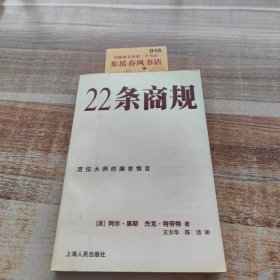 016
东岳春风书店
22条商规
定位大师的醒世恒言
[美] 阿尔·里斯 杰克·特劳特 著
王方华 陈洁 译
上海人民出版社